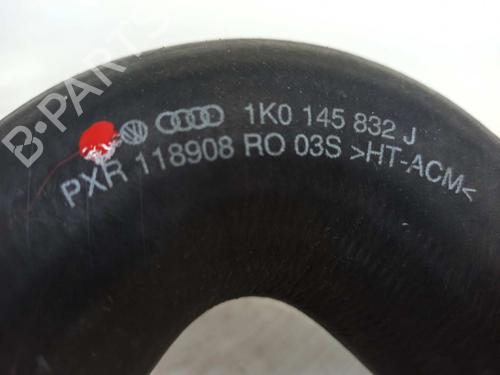 1K0 145 832 J
PXR 118908 RO 03S >HT-ACM<
B-PARTS